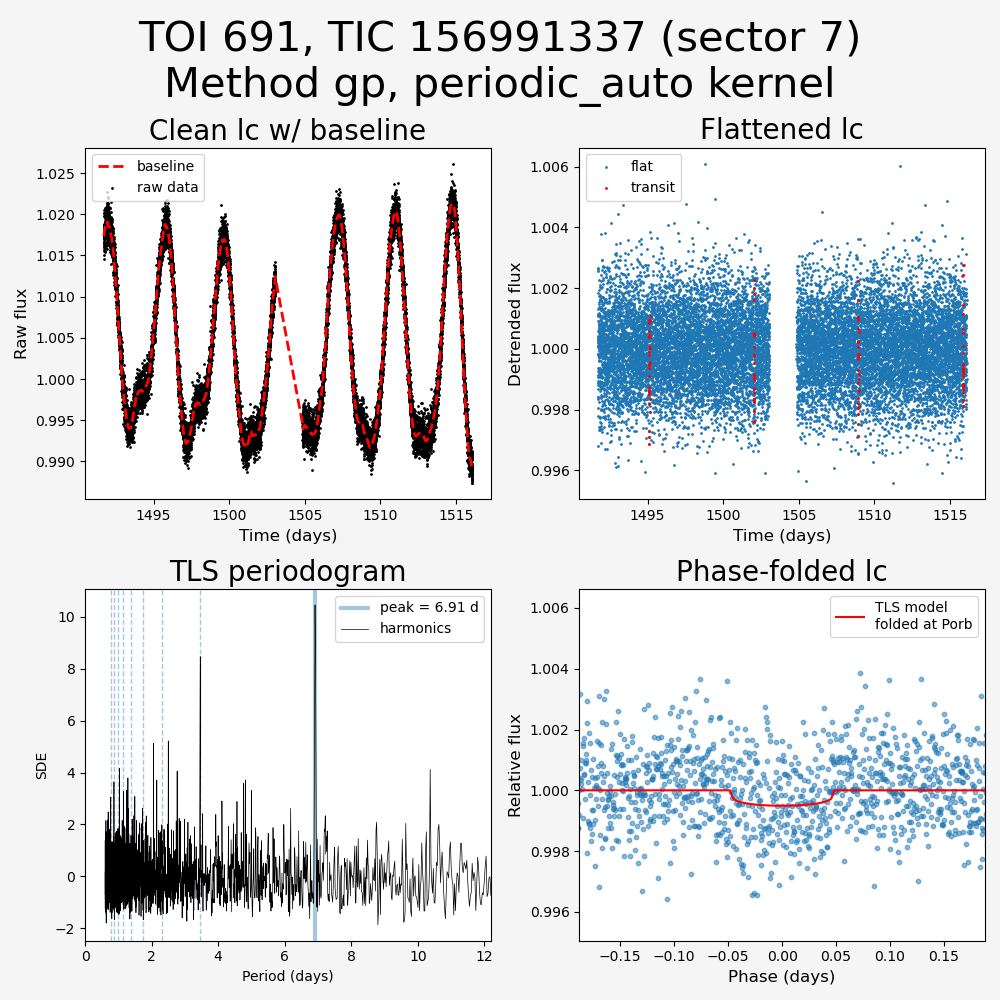 TOI 691, TIC 156991337 (sector 7)
Method gp, periodic_auto kernel
Clean lc w/ baseline
baseline
raw data
1.025
1.020
1.015
1.010
1.005
1.000
0.995
0.990
Raw flux
1495
1500
1505
1510
1515
Time (days)
Flattened lc
flat
transit
1.006
1.004
1.002
1.000
0.998
0.996
Detrended flux
1495
1500
1505
1510
1515
Time (days)
TLS periodogram
peak = 6.91 d
harmonics
10
8
6
4
2
0
−2
SDE
0
2
4
6
8
10
12
Period (days)
Phase-folded lc
TLS model
folded at Porb
1.006
1.004
1.002
1.000
0.998
0.996
Relative flux
−0.15
−0.10
−0.05
0.00
0.05
0.10
0.15
Phase (days)